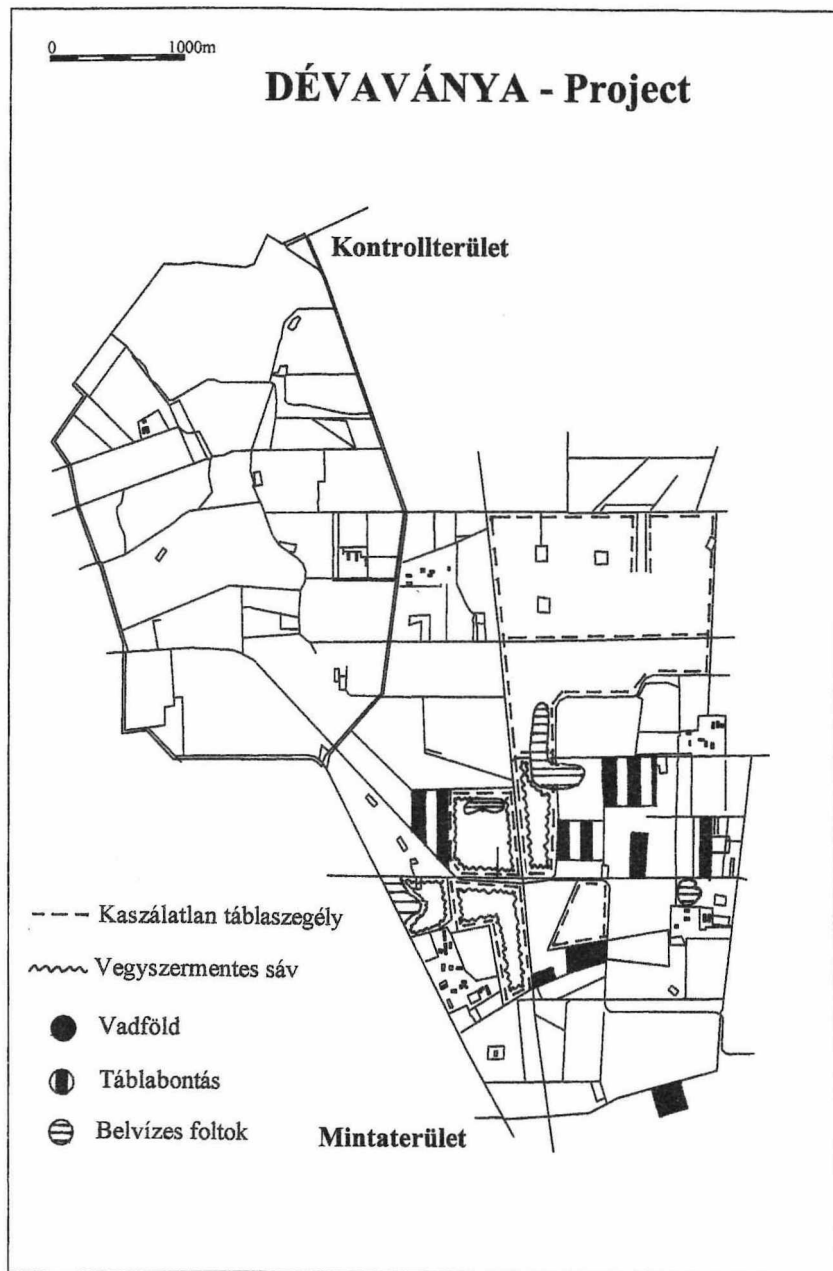 0 1000m
DÉVAVÁNYA - Project
Kontrollterület
Kaszálatlan táblaszegély
Vegyszermentes sáv
Vadföld
Táblabontás
Belvízes foltok
Mintaterület